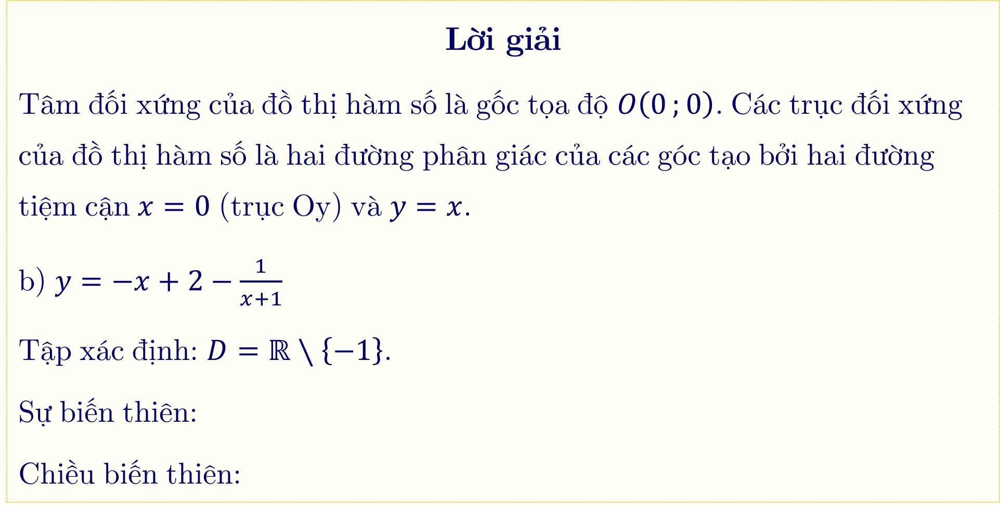 Lời giải
Tâm đối xứng của đồ thị hàm số là gốc tọa độ O(0 ; 0). Các trục đối xứng
của đồ thị hàm số là hai đường phân giác của các góc tạo bởi hai đường
tiệm cận x = 0 (trục Oy) và y = x.
b) y = −x + 2 − \frac{1}{x+1}
Tập xác định: D = ℝ \ {−1}.
Sự biến thiên:
Chiều biến thiên: